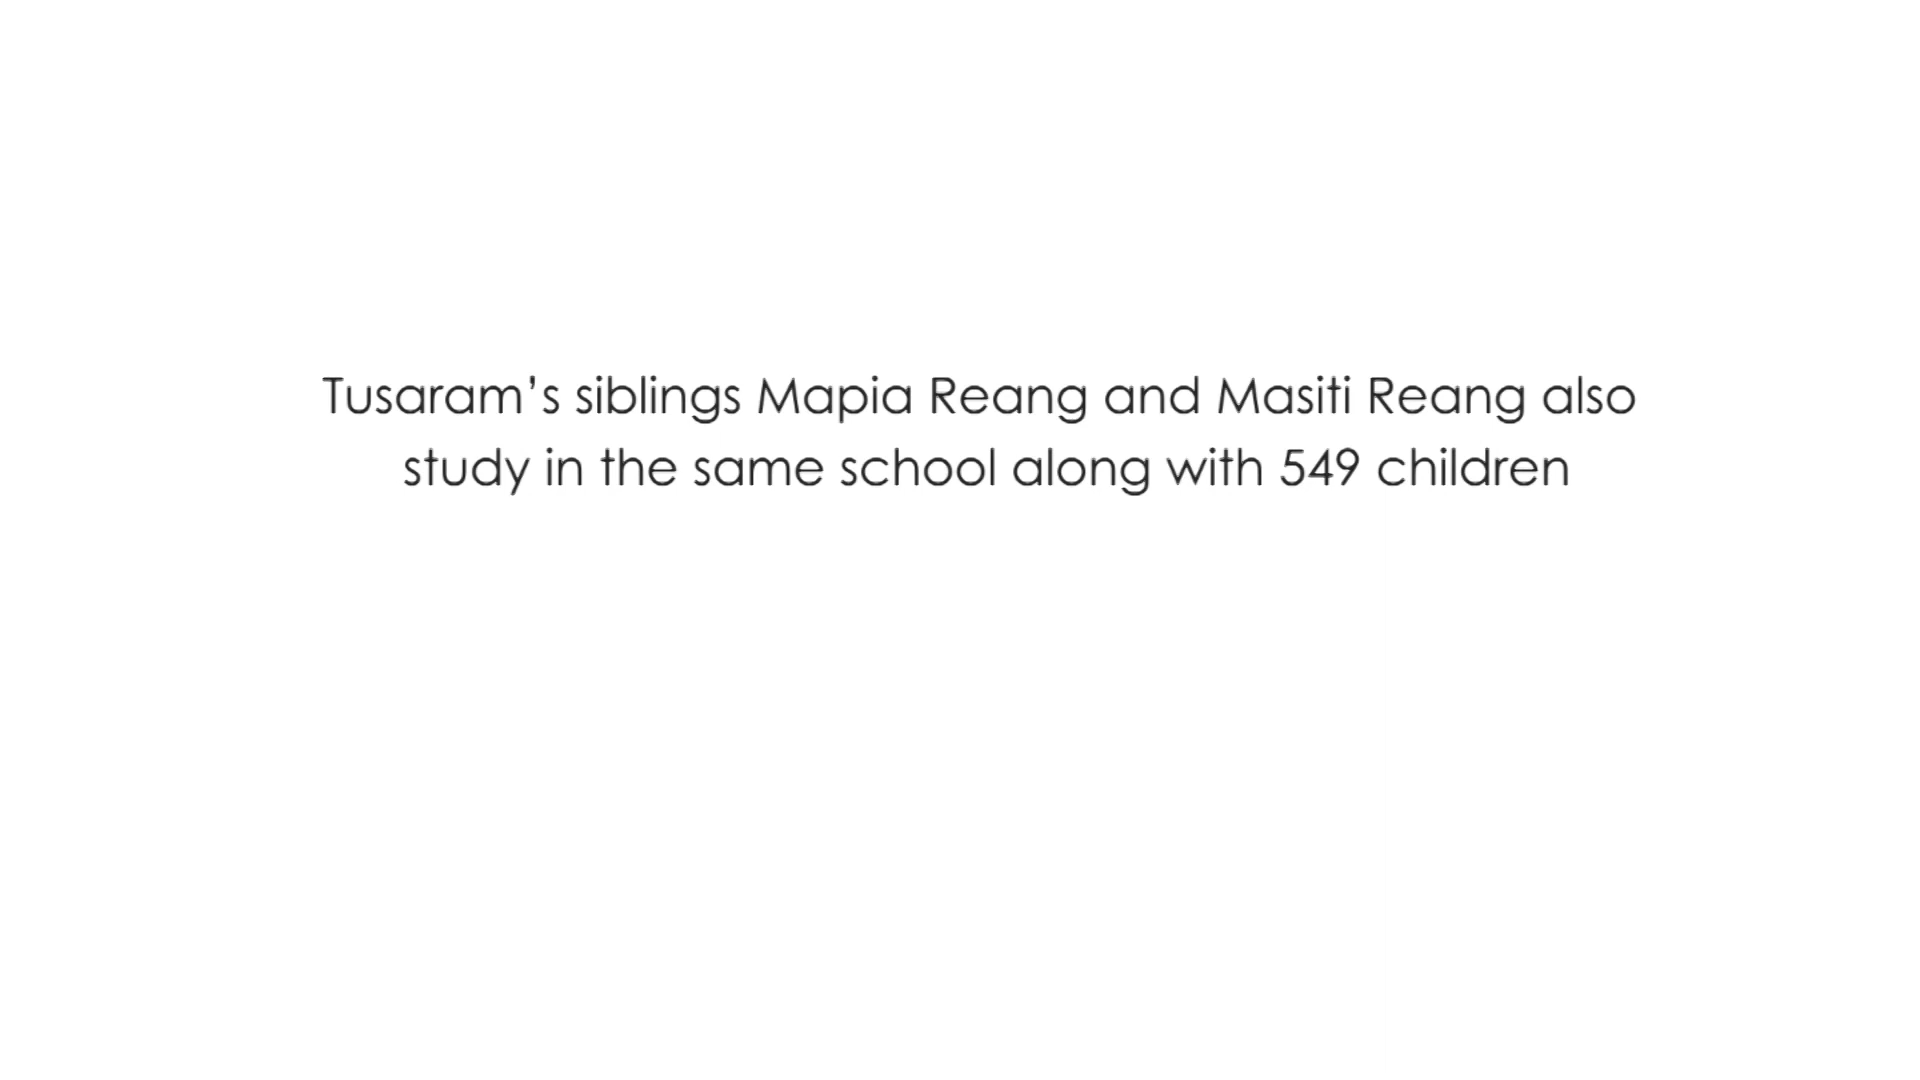 Tusaram’s siblings Mapia Reang and Masiti Reang also
study in the same school along with 549 children